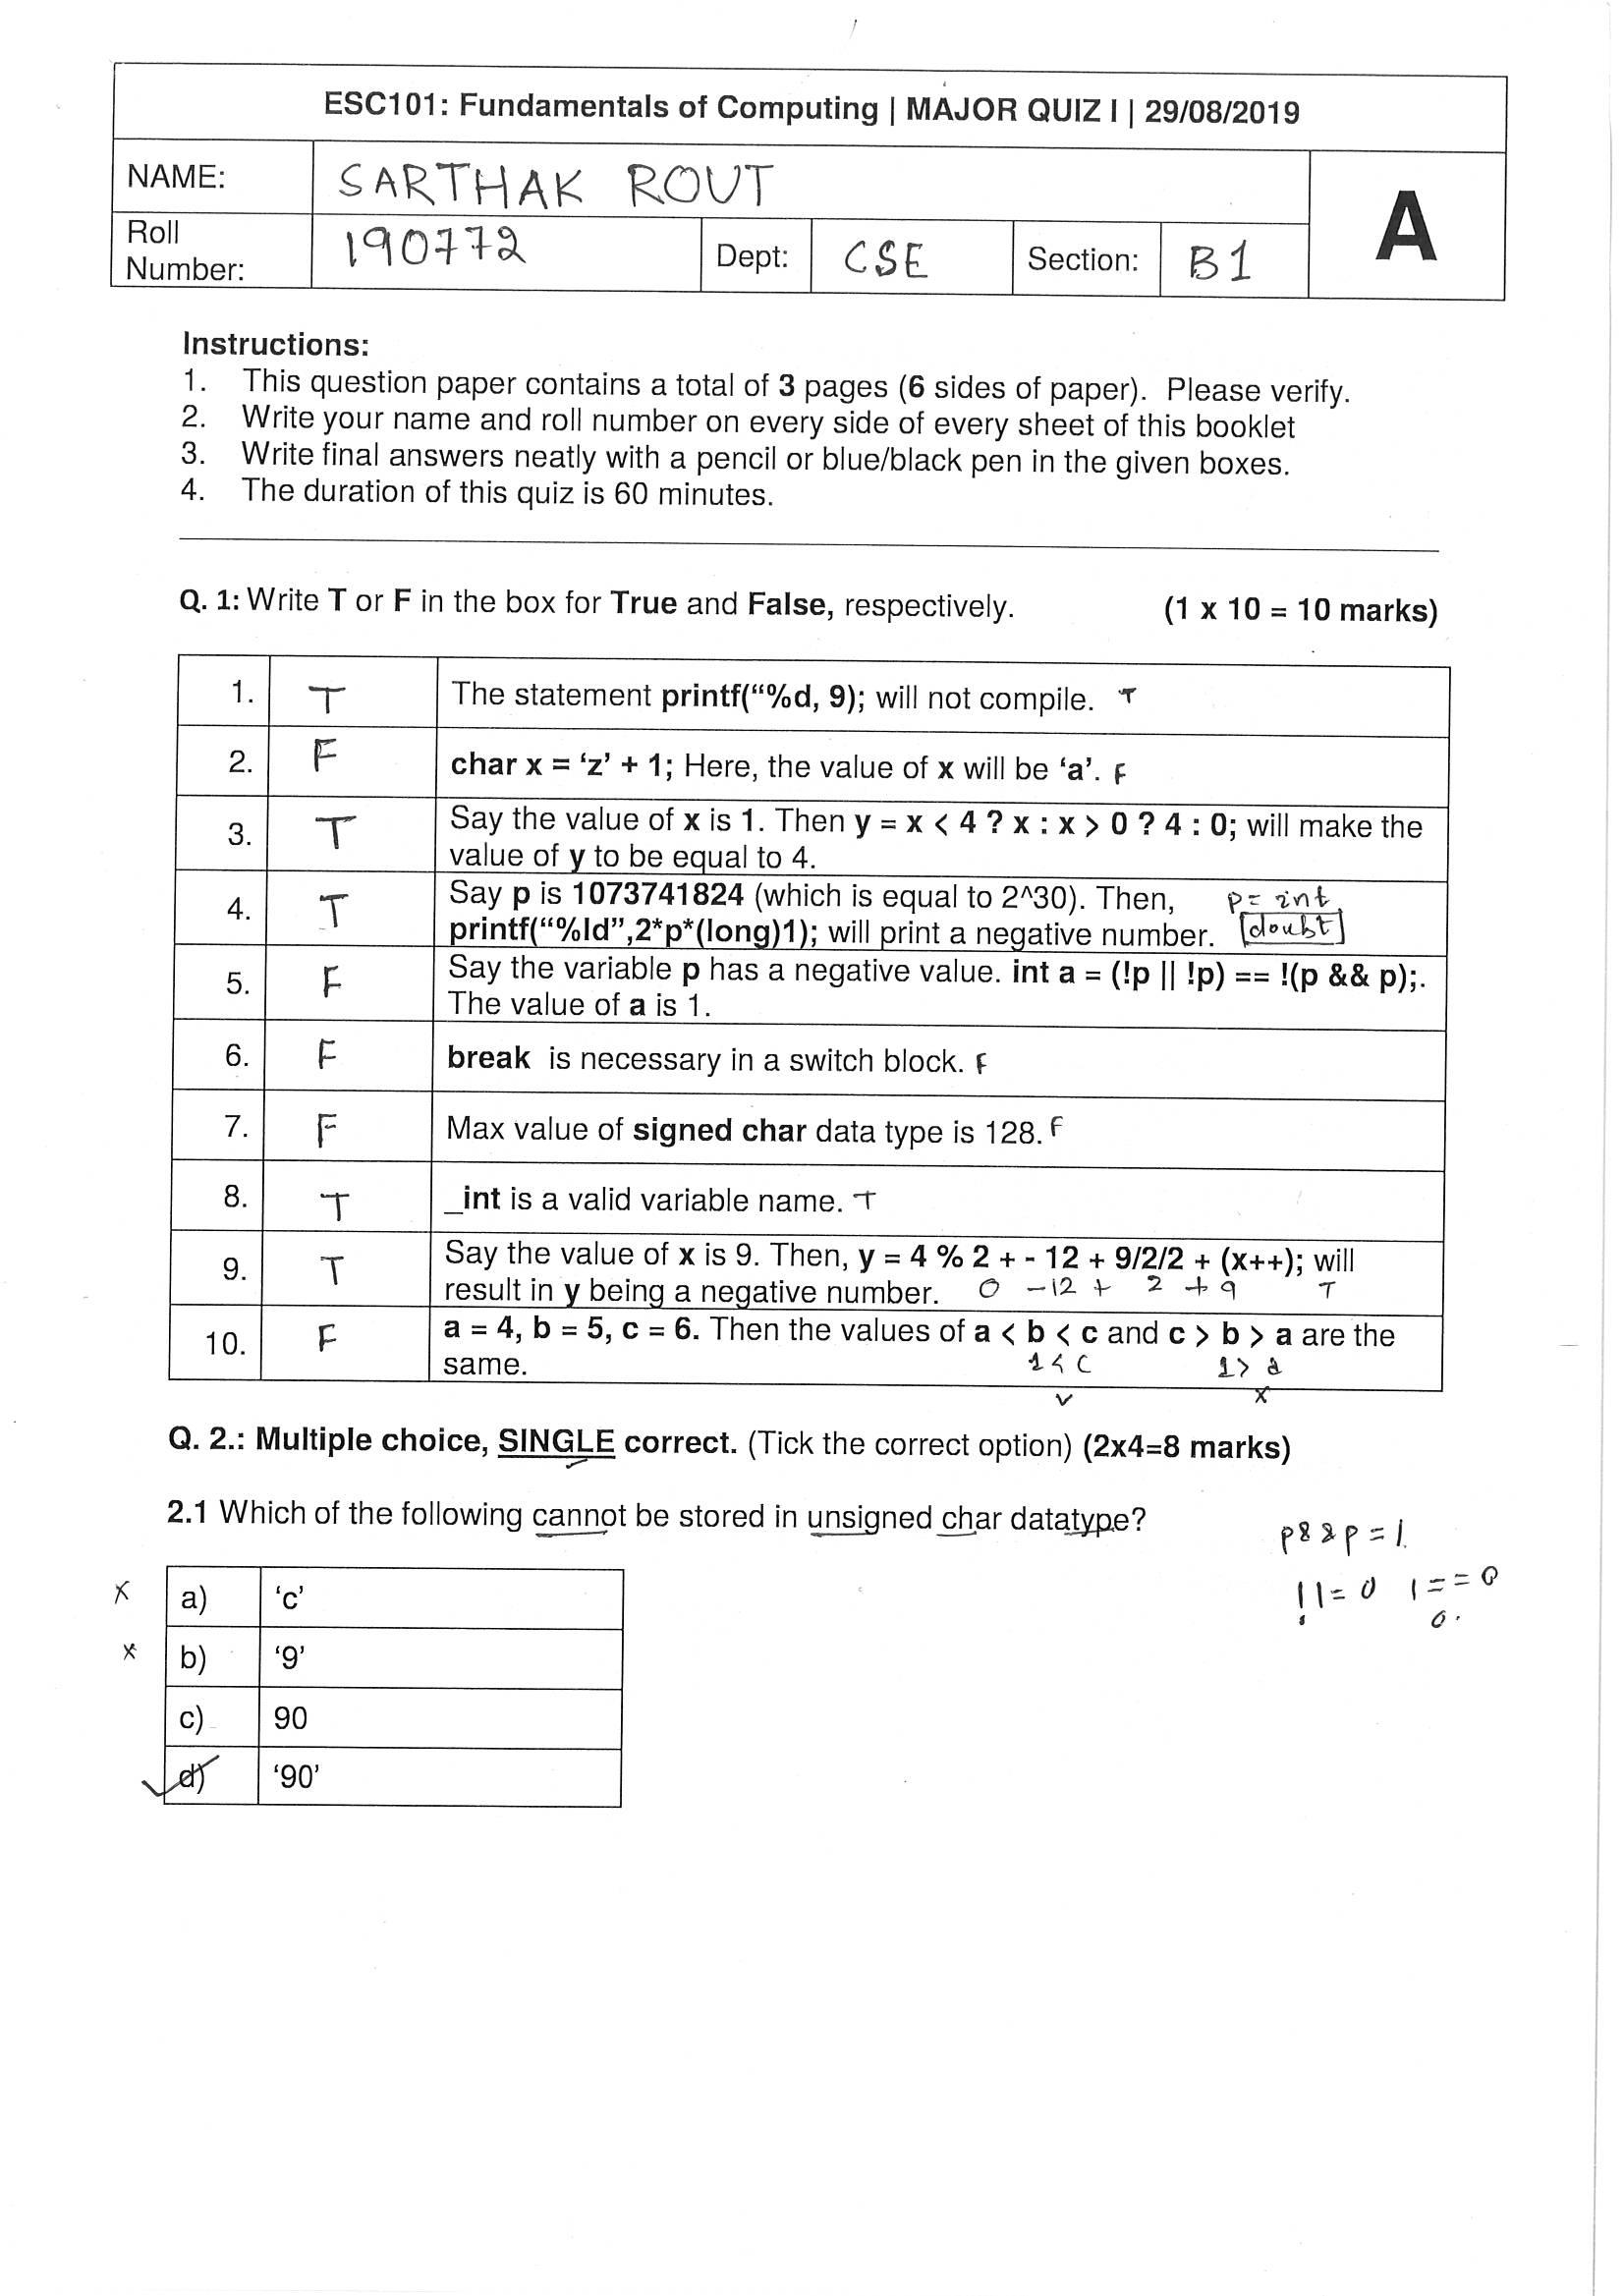 ESC101: Fundamentals of Computing | MAJOR QUIZ I | 29/08/2019
NAME: SARTHAK ROUT
A
Roll Number: 190772 Dept: CSE Section: B1
Instructions:
1. This question paper contains a total of 3 pages (6 sides of paper). Please verify.
2. Write your name and roll number on every side of every sheet of this booklet
3. Write final answers neatly with a pencil or blue/black pen in the given boxes.
4. The duration of this quiz is 60 minutes.
Q. 1: Write T or F in the box for True and False, respectively. (1 x 10 = 10 marks)
1. T The statement printf(“%d, 9); will not compile. T
2. F char x = ‘z’ + 1; Here, the value of x will be ‘a’. F
3. T Say the value of x is 1. Then y = x < 4 ? x : x > 0 ? 4 : 0; will make the
value of y to be equal to 4.
4. T Say p is 1073741824 (which is equal to 2^30). Then, p = int,
printf(“%ld”,2*p*(long)1); will print a negative number. doubt
5. F Say the variable p has a negative value. int a = (!p || !p) == !(p && p);.
The value of a is 1.
6. F break is necessary in a switch block. F
7. F Max value of signed char data type is 128. F
8. T _int is a valid variable name. T
9. T Say the value of x is 9. Then, y = 4 % 2 + - 12 + 9/2/2 + (x++); will
result in y being a negative number. 0 -12 + 2 + 9 T
10. F a = 4, b = 5, c = 6. Then the values of a < b < c and c > b > a are the
same. 1 < c 1 > a
✓ x
Q. 2.: Multiple choice, SINGLE correct. (Tick the correct option) (2x4=8 marks)
2.1 Which of the following cannot be stored in unsigned char datatype?
p&&p = 1.
!1 = 0 1 == 0
0.
x a) ‘c’
x b) ‘9’
c) 90
✓ d) ‘90’